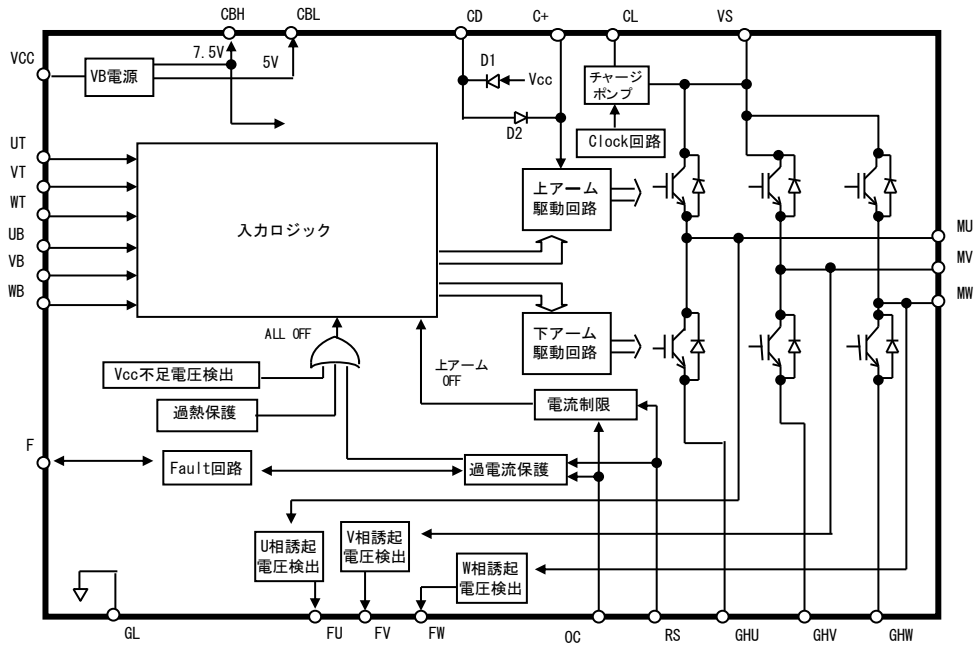 CBH
CBL
CD
C+
CL
VS
VCC
7.5V
5V
VB電源
D1
Vcc
D2
チャージ
ポンプ
Clock回路
UT
VT
WT
UB
VB
WB
入力ロジック
上アーム
駆動回路
下アーム
駆動回路
MU
MV
MW
ALL OFF
上アーム
OFF
Vcc不足電圧検出
過熱保護
電流制限
F
Fault回路
過電流保護
U相誘起
電圧検出
V相誘起
電圧検出
W相誘起
電圧検出
GL
FU
FV
FW
OC
RS
GHU
GHV
GHW